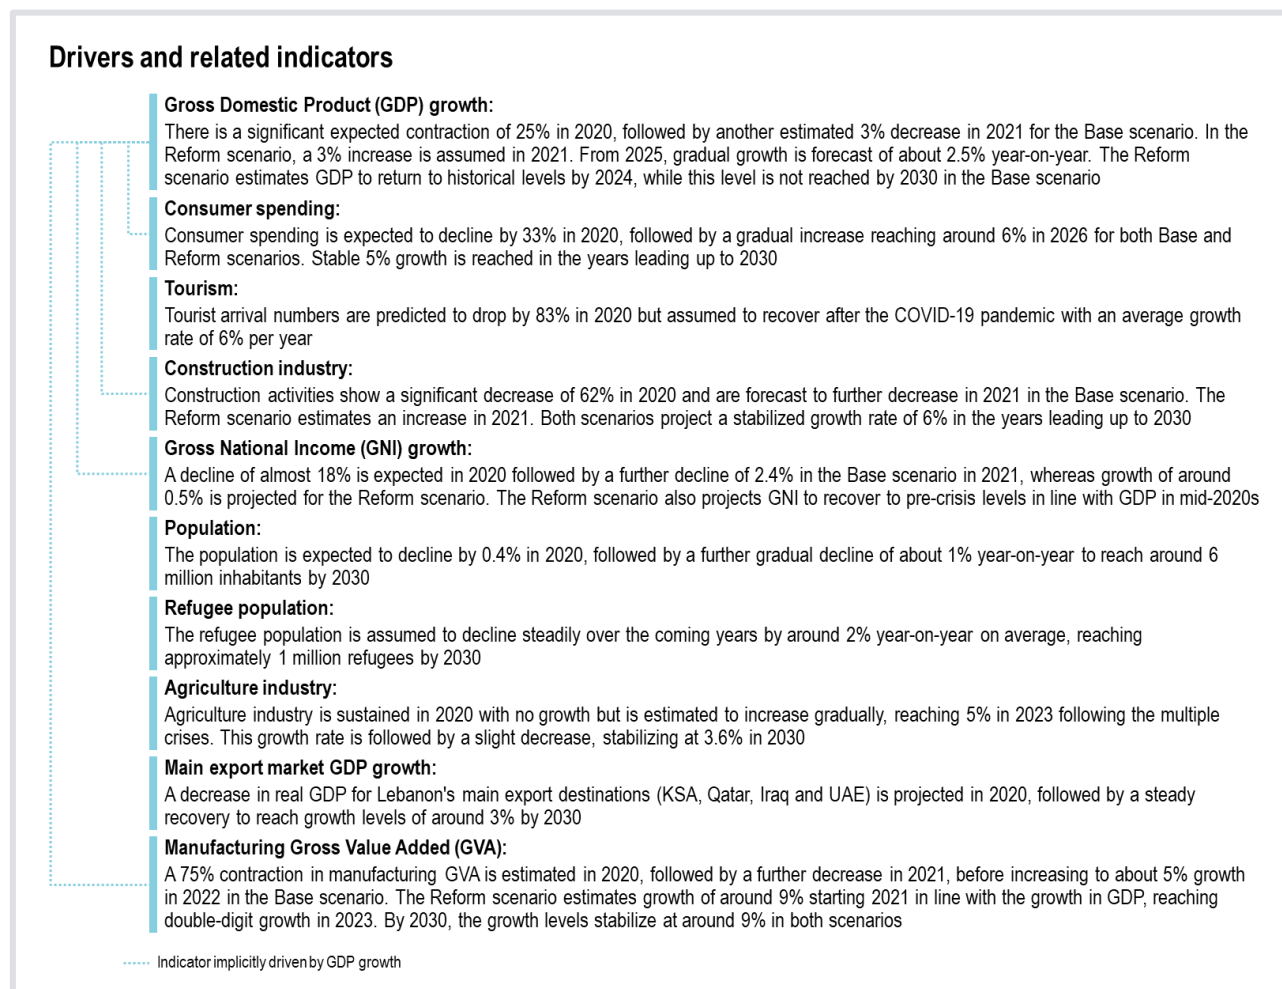 Drivers and related indicators
Gross Domestic Product (GDP) growth:
There is a significant expected contraction of 25% in 2020, followed by another estimated 3% decrease in 2021 for the Base scenario. In the
Reform scenario, a 3% increase is assumed in 2021. From 2025, gradual growth is forecast of about 2.5% year-on-year. The Reform
scenario estimates GDP to return to historical levels by 2024, while this level is not reached by 2030 in the Base scenario
Consumer spending:
Consumer spending is expected to decline by 33% in 2020, followed by a gradual increase reaching around 6% in 2026 for both Base and
Reform scenarios. Stable 5% growth is reached in the years leading up to 2030
Tourism:
Tourist arrival numbers are predicted to drop by 83% in 2020 but assumed to recover after the COVID-19 pandemic with an average growth
rate of 6% per year
Construction industry:
Construction activities show a significant decrease of 62% in 2020 and are forecast to further decrease in 2021 in the Base scenario. The
Reform scenario estimates an increase in 2021. Both scenarios project a stabilized growth rate of 6% in the years leading up to 2030
Gross National Income (GNI) growth:
A decline of almost 18% is expected in 2020 followed by a further decline of 2.4% in the Base scenario in 2021, whereas growth of around
0.5% is projected for the Reform scenario. The Reform scenario also projects GNI to recover to pre-crisis levels in line with GDP in mid-2020s
Population:
The population is expected to decline by 0.4% in 2020, followed by a further gradual decline of about 1% year-on-year to reach around 6
million inhabitants by 2030
Refugee population:
The refugee population is assumed to decline steadily over the coming years by around 2% year-on-year on average, reaching
approximately 1 million refugees by 2030
Agriculture industry:
Agriculture industry is sustained in 2020 with no growth but is estimated to increase gradually, reaching 5% in 2023 following the multiple
crises. This growth rate is followed by a slight decrease, stabilizing at 3.6% in 2030
Main export market GDP growth:
A decrease in real GDP for Lebanon's main export destinations (KSA, Qatar, Iraq and UAE) is projected in 2020, followed by a steady
recovery to reach growth levels of around 3% by 2030
Manufacturing Gross Value Added (GVA):
A 75% contraction in manufacturing GVA is estimated in 2020, followed by a further decrease in 2021, before increasing to about 5% growth
in 2022 in the Base scenario. The Reform scenario estimates growth of around 9% starting 2021 in line with the growth in GDP, reaching
double-digit growth in 2023. By 2030, the growth levels stabilize at around 9% in both scenarios
Indicator implicitly driven by GDP growth